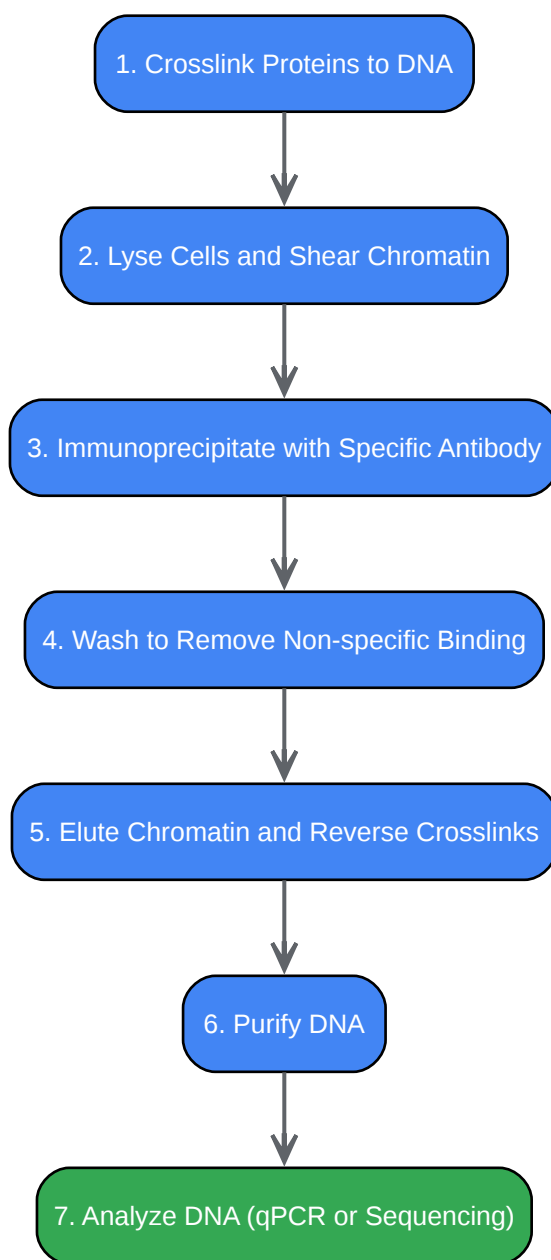 1. Crosslink Proteins to DNA
2. Lyse Cells and Shear Chromatin
3. Immunoprecipitate with Specific Antibody
4. Wash to Remove Non-specific Binding
5. Elute Chromatin and Reverse Crosslinks
6. Purify DNA
7. Analyze DNA (qPCR or Sequencing)